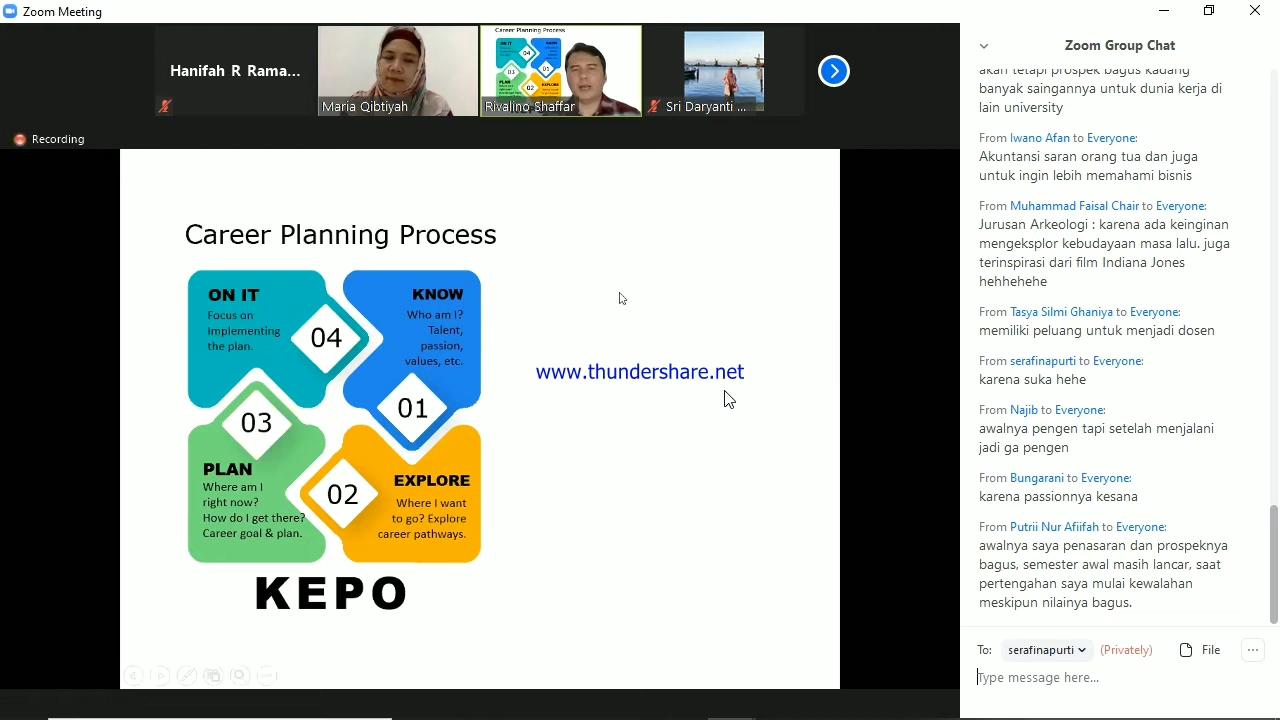 Zoom Meeting
Hanifah R Rama...
Maria Qibtiyah
Career Planning Process
Rivalino Shaffar
Sri Daryanti ...
Recording
Career Planning Process
ON IT
Focus on
Implementing
the plan.
04
KNOW
Who am I?
Talent,
passion,
values, etc.
01
03
PLAN
Where am I
right now?
How do I get there?
Career goal & plan.
02
EXPLORE
Where I want
to go? Explore
career pathways.
KEPO
www.thundershare.net
Zoom Group Chat
akan tetapi prospek bagus kadang
banyak saingannya untuk dunia kerja di
lain university
From Iwano Afan to Everyone:
Akuntansi saran orang tua dan juga
untuk ingin lebih memahami bisnis
From Muhammad Faisal Chair to Everyone:
Jurusan Arkeologi : karena ada keinginan
mengeksplor kebudayaan masa lalu. juga
terinspirasi dari film Indiana Jones
hehhehehe
From Tasya Silmi Ghaniya to Everyone:
memiliki peluang untuk menjadi dosen
From serafinapurti to Everyone:
karena suka hehe
From Najib to Everyone:
awalnya pengen tapi setelah menjalani
jadi ga pengen
From Bungarani to Everyone:
karena passionnya kesana
From Putrii Nur Afiifah to Everyone:
awalnya saya penasaran dan prospeknya
bagus, semester awal masih lancar, saat
pertengahan saya mulai kewalahan
meskipun nilainya bagus.
To: serafinapurti (Privately) File
Type message here...